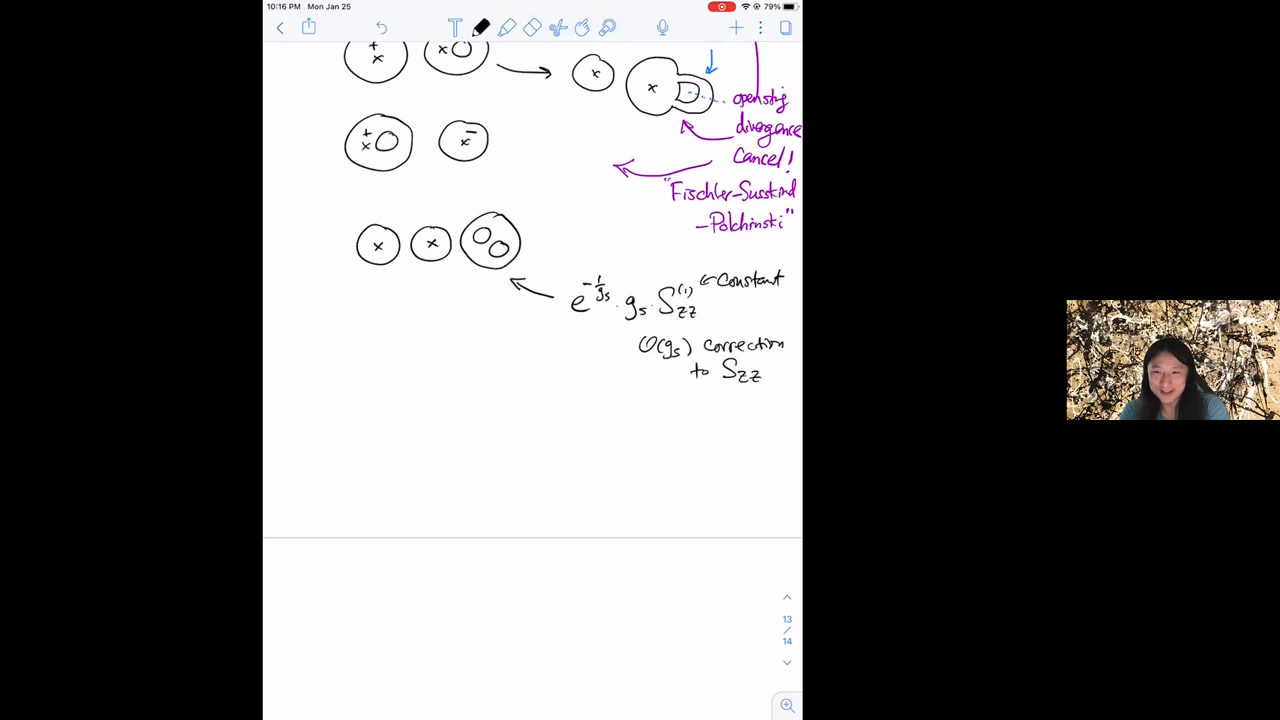 10:16 PM Mon Jan 25
79%
T
+
x
x
x
x
open stig
divergence
Cancel!
+
x
x
-
"Fischler-Susskind
-Polchinski"
x
x
e^{-1/g_s} · g_s · S_{ZZ}^{(1)} ← Constant
O(g_s) correction
to S_{ZZ}
13
/
14